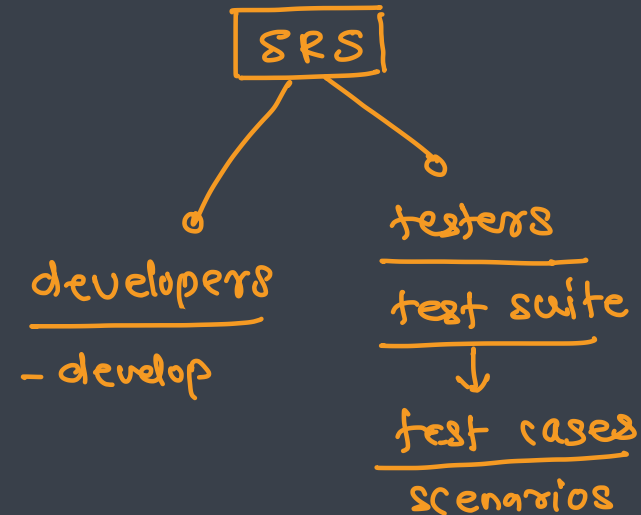 SRS
developers
- develop
testers
test suite
test cases
scenarios